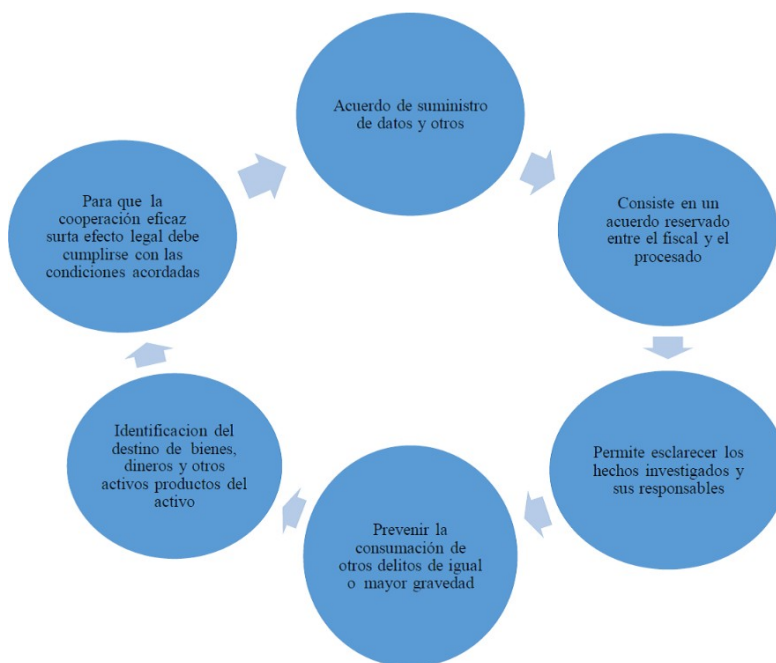 Acuerdo de suministro
de datos y otros
Consiste en un
acuerdo reservado
entre el fiscal y el
procesado
Permite esclarecer los
hechos investigados y
sus responsables
Prevenir la
consumación de
otros delitos de igual
o mayor gravedad
Identificacion del
destino de bienes,
dineros y otros
activos productos del
activo
Para que la
cooperación eficaz
surta efecto legal debe
cumplirse con las
condiciones acordadas